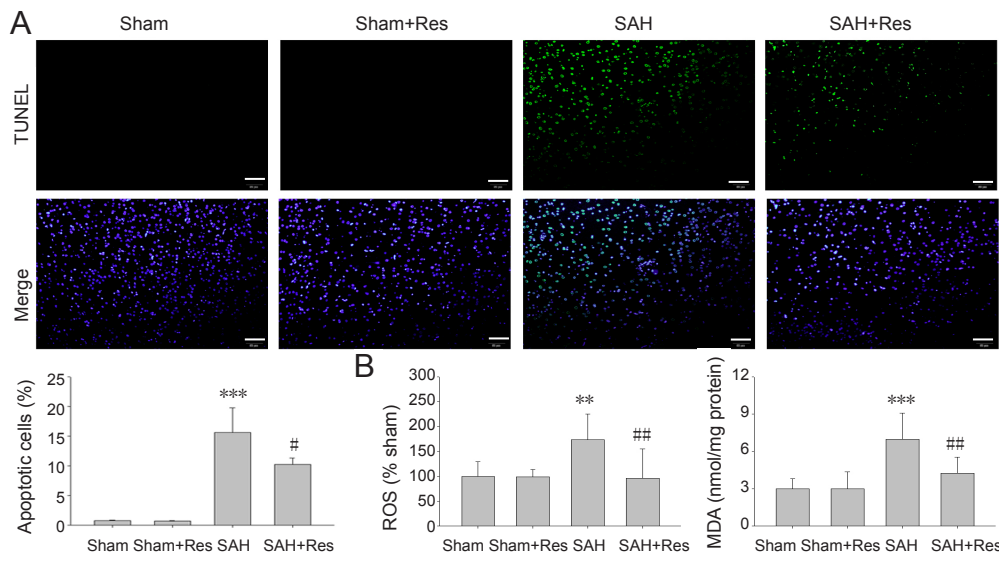 A
Sham
Sham+Res
SAH
SAH+Res
TUNEL
Merge
Apoptotic cells (%)
25
20
15
10
5
0
***
#
Sham
Sham+Res
SAH
SAH+Res
B
ROS (% sham)
300
250
200
150
100
50
0
**
##
Sham
Sham+Res
SAH
SAH+Res
MDA (nmol/mg protein)
12
9
6
3
0
***
##
Sham
Sham+Res
SAH
SAH+Res